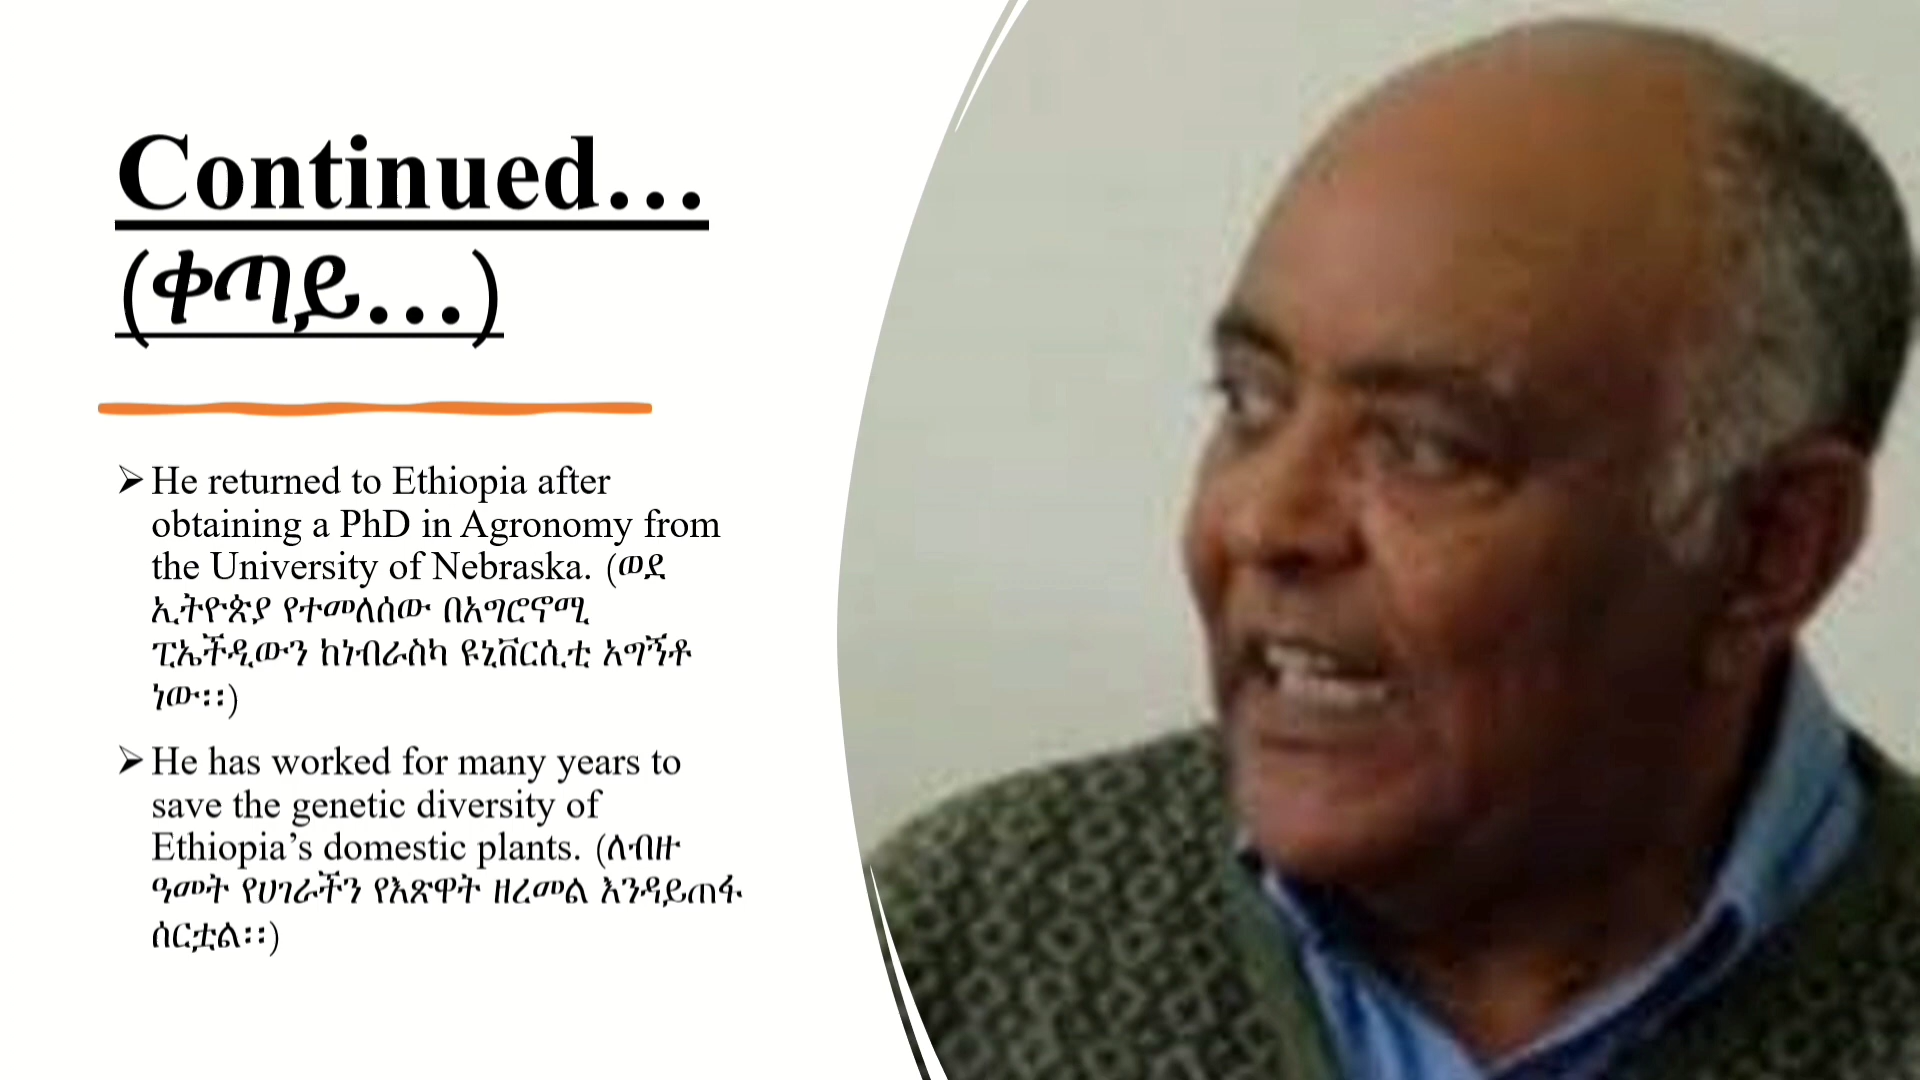 Continued…
(ቀጣይ…)
He returned to Ethiopia after
obtaining a PhD in Agronomy from
the University of Nebraska. (ወደ
ኢትዮጵያ የተመለሰው በአግሮኖሚ
ፒኤችዲውን ከነብራስካ ዩኒቨርሲቲ አግኝቶ
ነው፡፡)
He has worked for many years to
save the genetic diversity of
Ethiopia’s domestic plants. (ለብዙ
ዓመት የሀገራችን የእጽዋት ዘረመል እንዳይጠፋ
ሰርቷል፡፡)